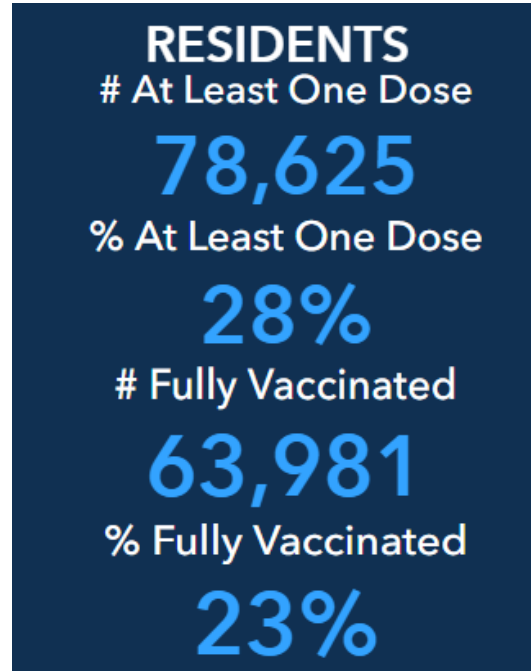 RESIDENTS
# At Least One Dose
78,625
% At Least One Dose
28%
# Fully Vaccinated
63,981
% Fully Vaccinated
23%